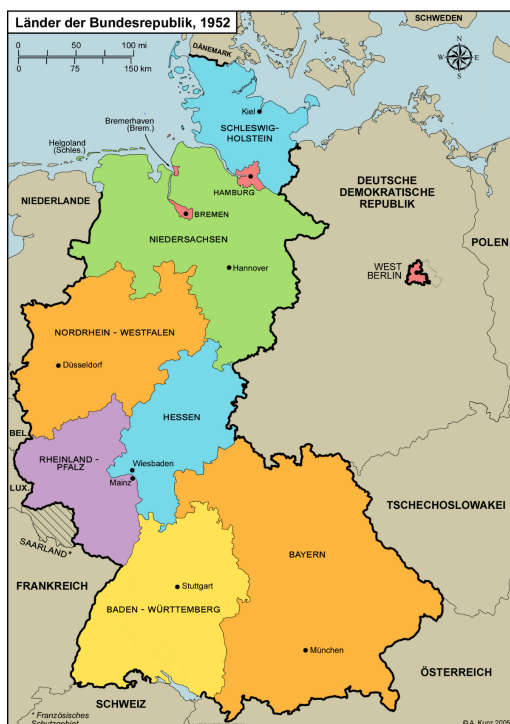 Länder der Bundesrepublik, 1952
0 50 100 mi
0 75 150 km
SCHWEDEN
DÄNEMARK
N
W E
S
Kiel
SCHLESWIG-
HOLSTEIN
Bremerhaven
(Brem.)
Helgoland
(Schles.)
HAMBURG
BREMEN
NIEDERLANDE
NIEDERSACHSEN
Hannover
DEUTSCHE
DEMOKRATISCHE
REPUBLIK
POLEN
WEST
BERLIN
NORDRHEIN - WESTFALEN
Düsseldorf
HESSEN
BEL.
RHEINLAND -
PFALZ
Wiesbaden
Mainz
LUX.
SAARLAND*
TSCHECHOSLOWAKEI
BAYERN
FRANKREICH
Stuttgart
BADEN - WÜRTTEMBERG
München
ÖSTERREICH
SCHWEIZ
* Französisches
Schutzgebiet
© A. Kunz 2005